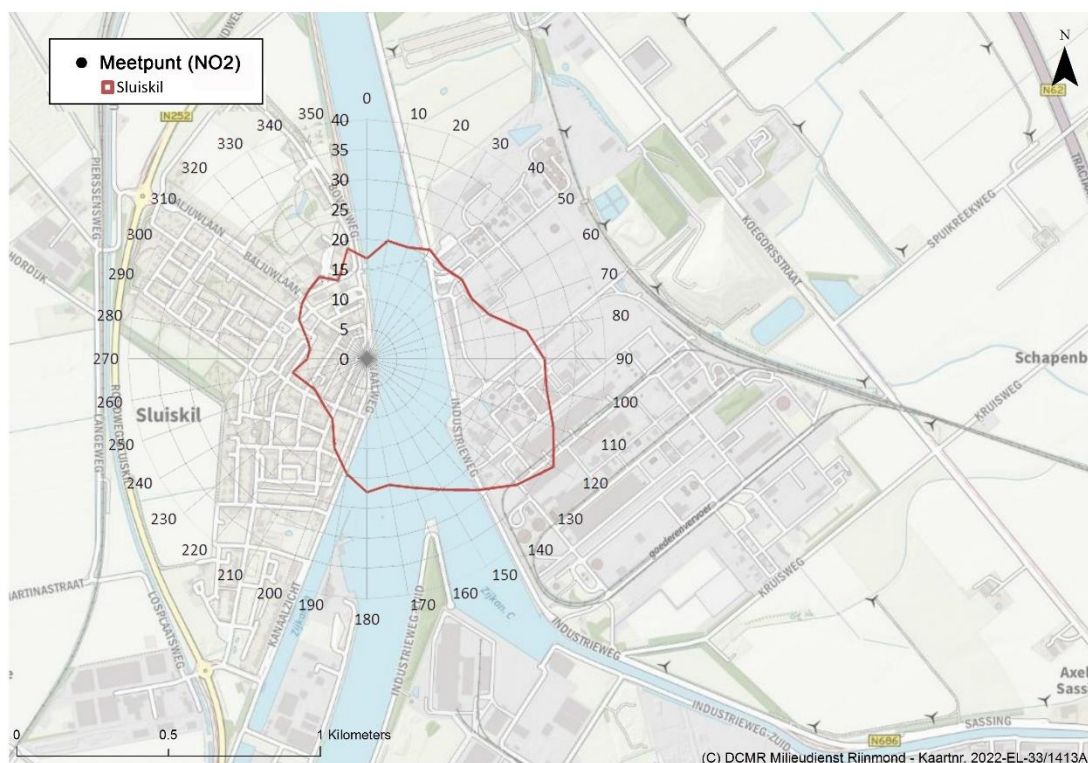 Meetpunt (NO2)
Sluiskil
N
N62
N252
PIERSSENSWEG
BALJUWLAAN
BALJUWLAAN
KOEGORSSTRAAT
SPUIKREEKWEG
Schapenb
KRUISWEG
KRUISWEG
Sluiskil
LANGEWEG
INDUSTRIEWEG
goederenvervoer
MARTINASTRAAT
LOSPLAATSWEG
KANAALZICHT
INDUSTRIEWEG-ZUID
Zijkan. C
INDUSTRIEWEG
INDUSTRIEWEG-ZUID
N686
SASSING
Axel
Sass
0
10
20
30
40
50
60
70
80
90
100
110
120
130
140
150
160
170
180
190
200
210
220
230
240
250
260
270
280
290
300
310
320
330
340
350
40
35
30
25
20
15
10
5
0
0 0.5 1 Kilometers
(C) DCMR Milieudienst Rijnmond - Kaartnr. 2022-EL-33/1413A